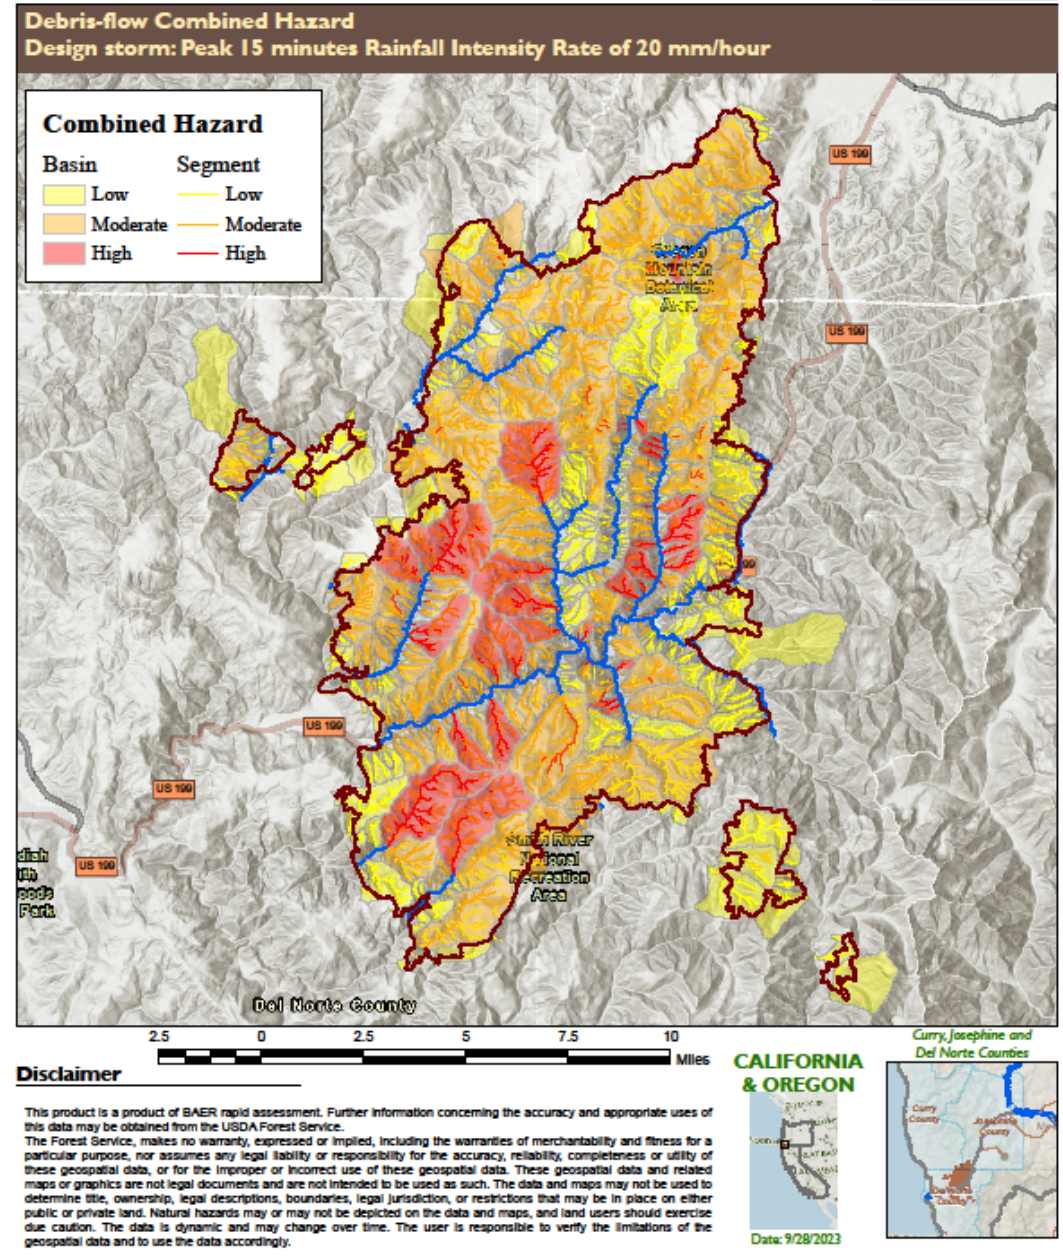 Debris-flow Combined Hazard
Design storm: Peak 15 minutes Rainfall Intensity Rate of 20 mm/hour
Combined Hazard
Basin Segment
Low Low
Moderate Moderate
High High
US 199
Mountain
Botanical
US 199
99
US 199
US 199
US 199
Park
River
Recreation
Area
Del Norte County
2.5 0 2.5 5 7.5 10
Miles
Disclaimer
This product is a product of BAER rapid assessment. Further information concerning the accuracy and appropriate uses of
this data may be obtained from the USDA Forest Service.
The Forest Service, makes no warranty, expressed or implied, including the warranties of merchantability and fitness for a
particular purpose, nor assumes any legal liability or responsibility for the accuracy, reliability, completeness or utility of
these geospatial data, or for the improper or incorrect use of these geospatial data. These geospatial data and related
maps or graphics are not legal documents and are not intended to be used as such. The data and maps may not be used to
determine title, ownership, legal descriptions, boundaries, legal jurisdiction, or restrictions that may be in place on either
public or private land. Natural hazards may or may not be depicted on the data and maps, and land users should exercise
due caution. The data is dynamic and may change over time. The user is responsible to verify the limitations of the
geospatial data and to use the data accordingly.
CALIFORNIA
& OREGON
Date: 9/28/2023
Curry, Josephine and
Del Norte Counties
Curry
County
Josephine
County